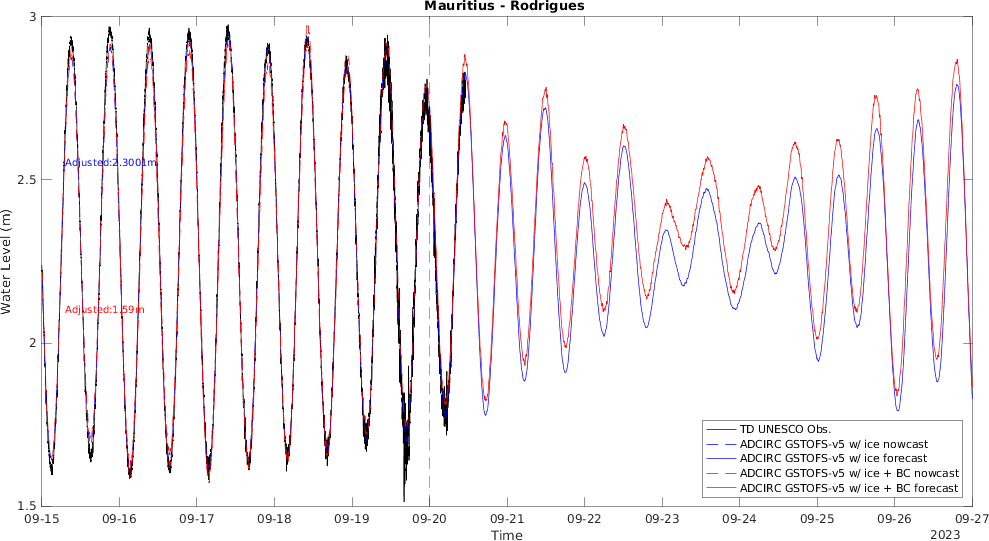 Mauritius - Rodrigues
3
2.5
2
1.5
Water Level (m)
Adjusted:2.3001m
Adjusted:1.59m
TD UNESCO Obs.
ADCIRC GSTOFS-v5 w/ ice nowcast
ADCIRC GSTOFS-v5 w/ ice forecast
ADCIRC GSTOFS-v5 w/ ice + BC nowcast
ADCIRC GSTOFS-v5 w/ ice + BC forecast
09-15 09-16 09-17 09-18 09-19 09-20 09-21 09-22 09-23 09-24 09-25 09-26 09-27
Time
2023